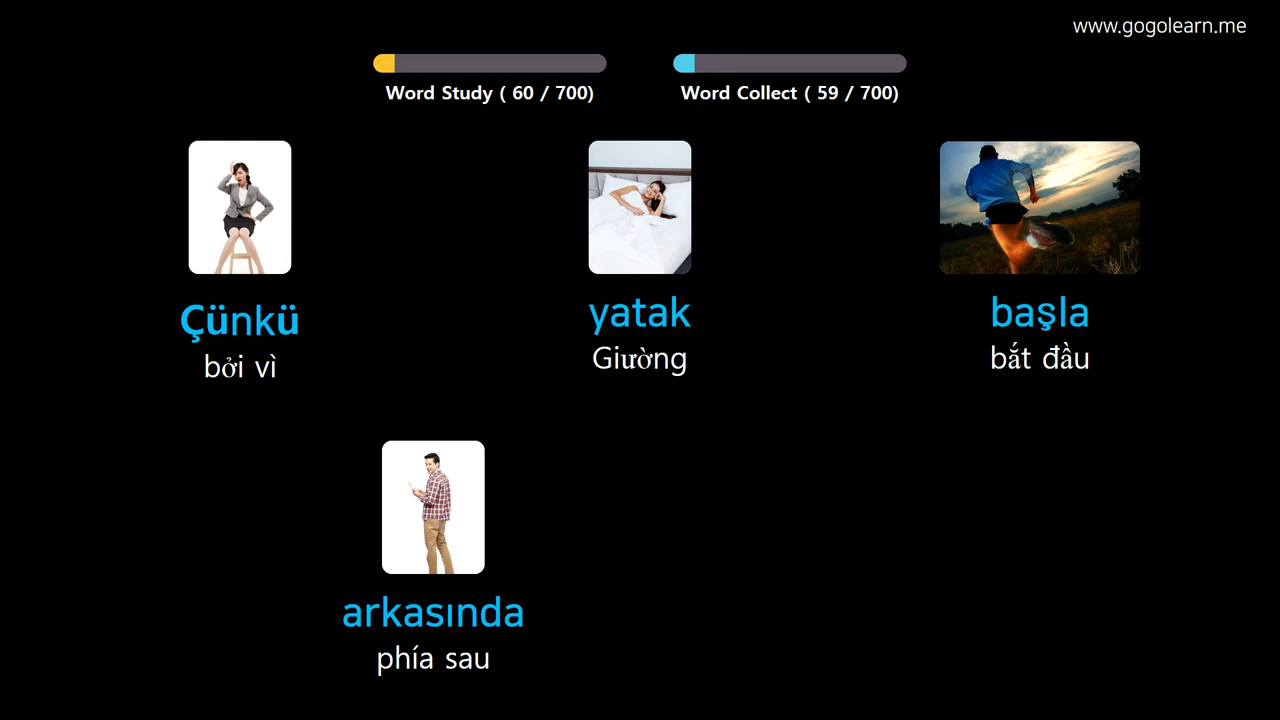 www.gogolearn.me
Word Study ( 60 / 700)
Word Collect ( 59 / 700)
Çünkü
bởi vì
yatak
Giường
başla
bắt đầu
arkasında
phía sau